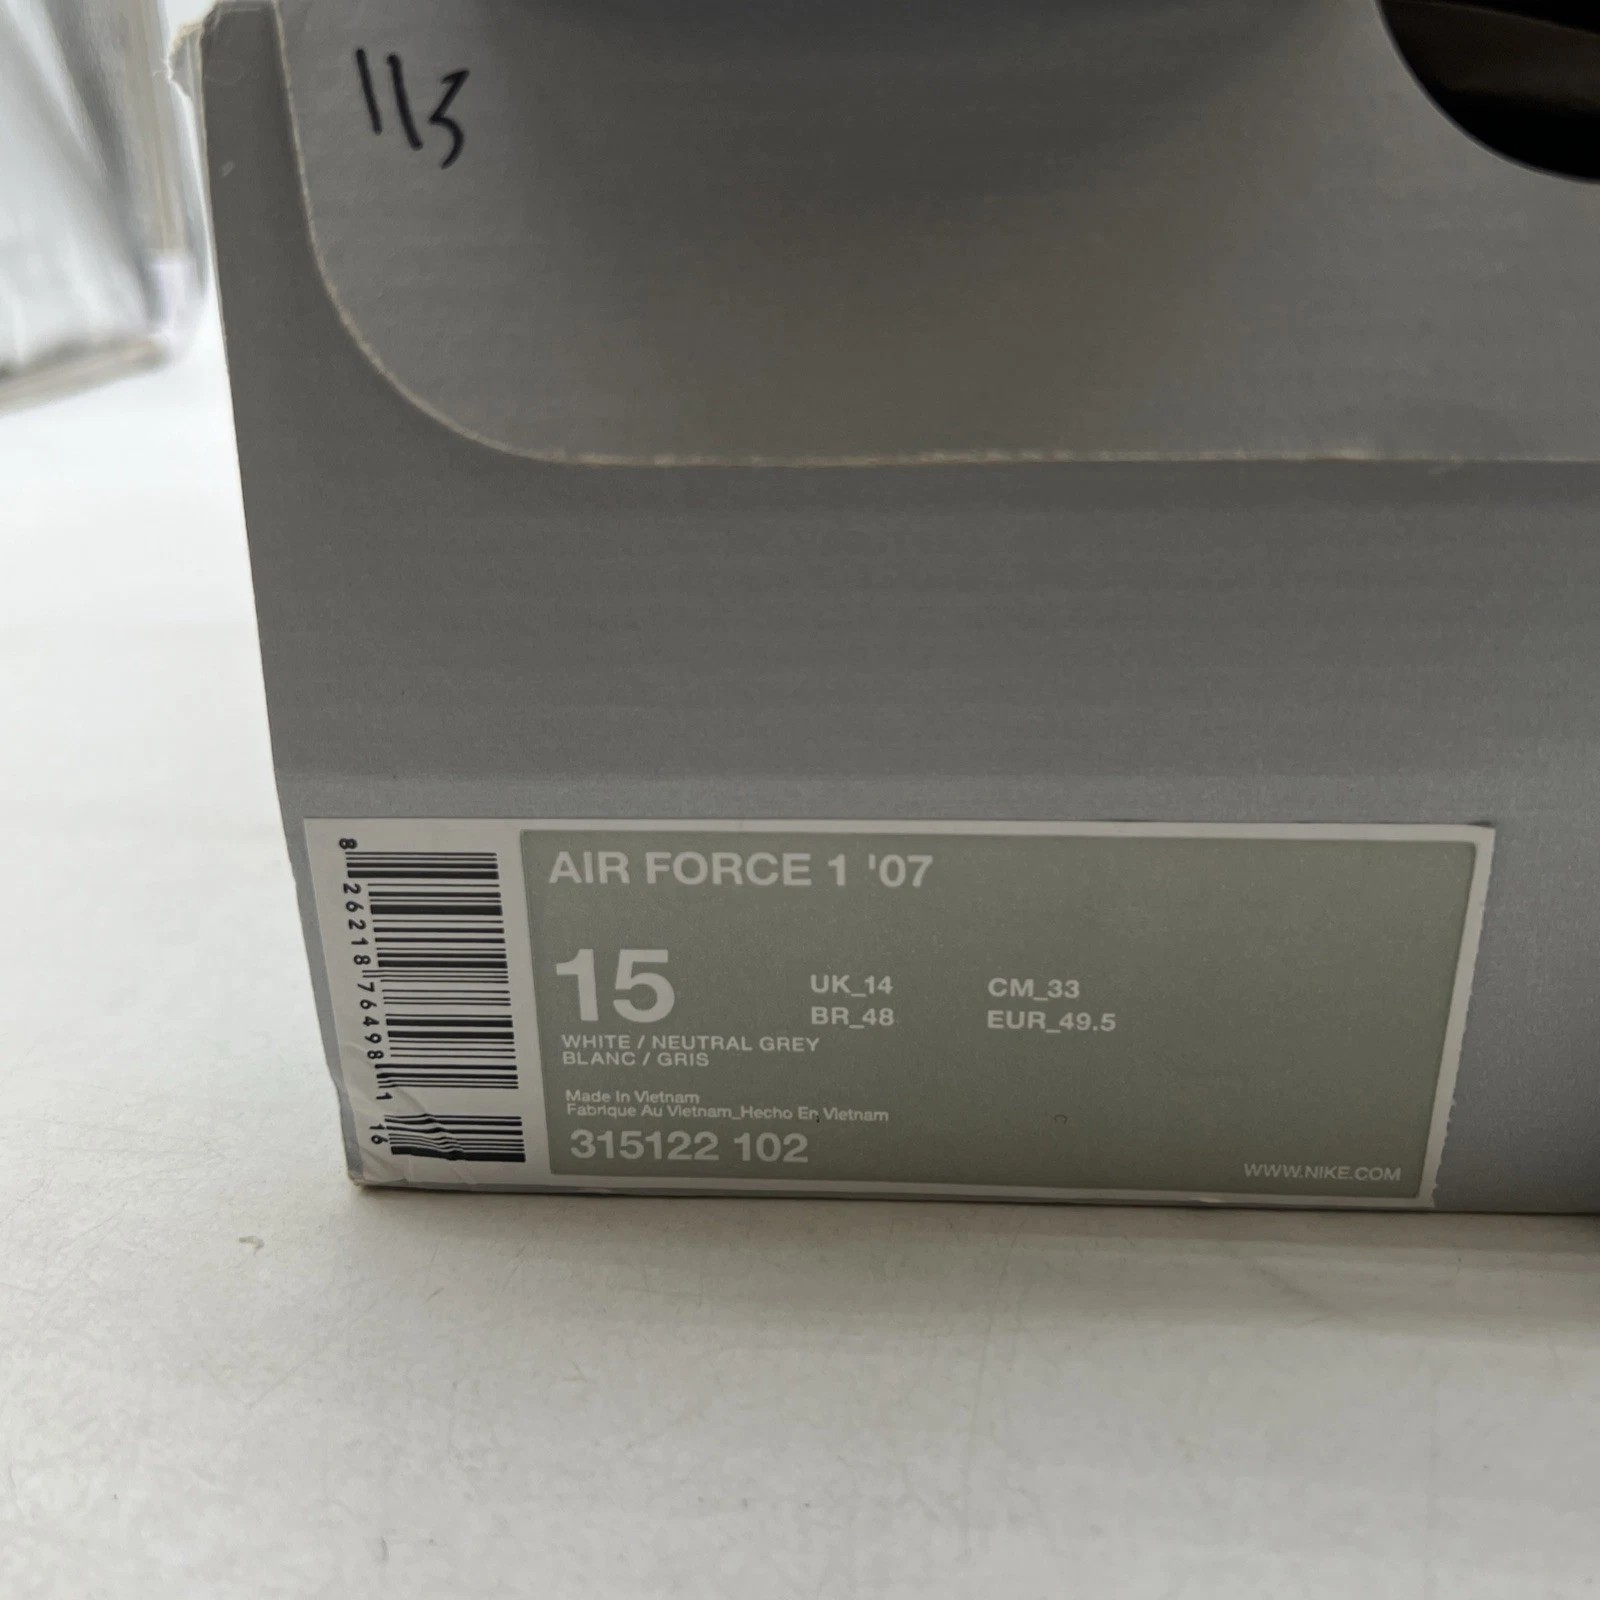 113
AIR FORCE 1 '07
15
UK_14
CM_33
BR_48
EUR_49.5
WHITE / NEUTRAL GREY
BLANC / GRIS
Made In Vietnam
Fabrique Au Vietnam_Hecho En Vietnam
315122 102
WWW.NIKE.COM
8 26218 76498 1 16